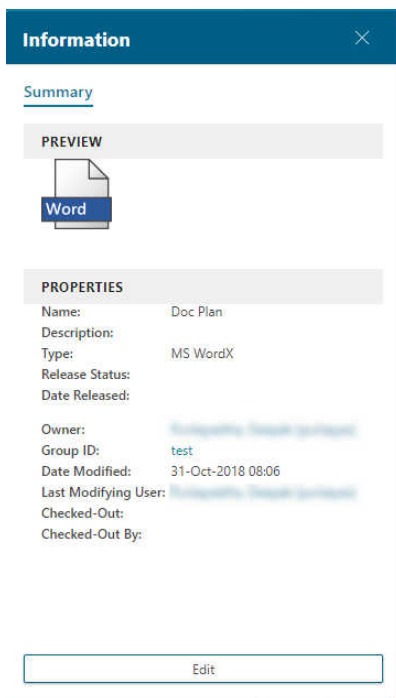 Information
Summary
PREVIEW
Word
PROPERTIES
Name: Doc Plan
Description:
Type: MS WordX
Release Status:
Date Released:
Owner:
Group ID: test
Date Modified: 31-Oct-2018 08:06
Last Modifying User:
Checked-Out:
Checked-Out By:
Edit